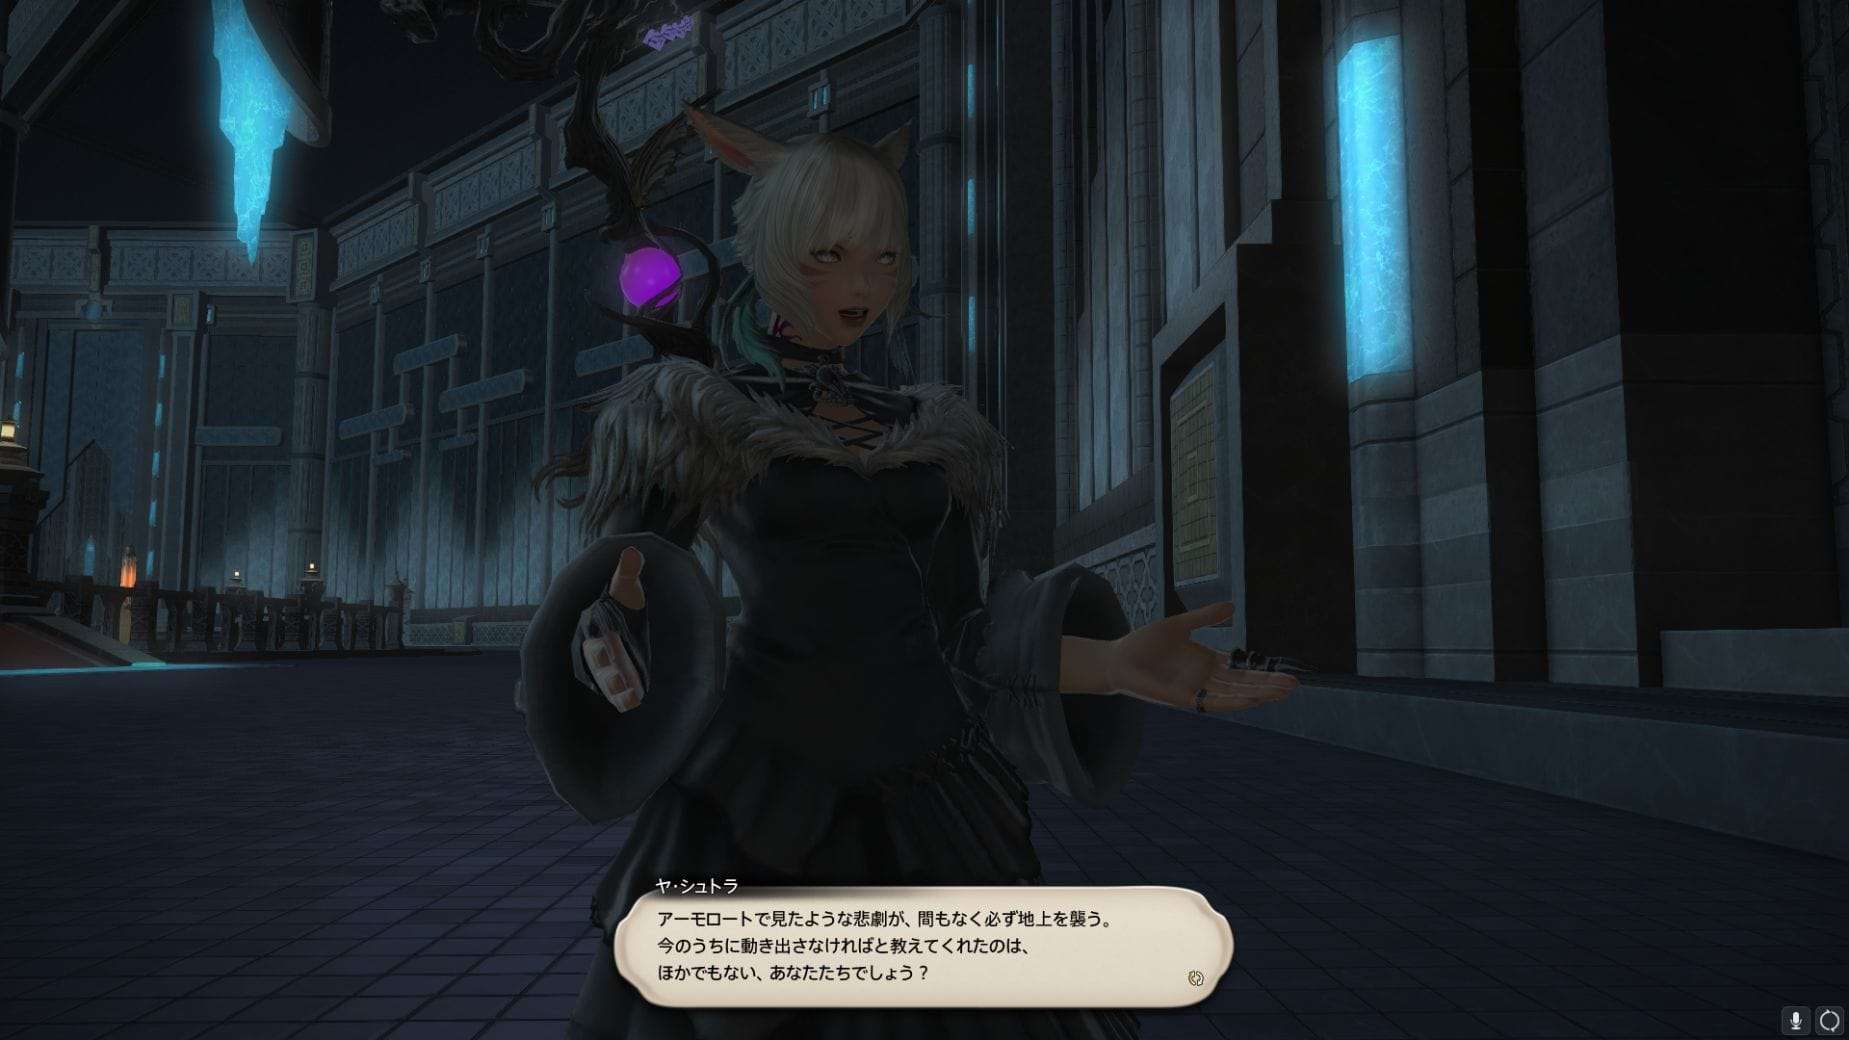 ヤ・シュトラ
アーモロートで見たような悲劇が、間もなく必ず地上を襲う。
今のうちに動き出さなければと教えてくれたのは、
ほかでもない、あなたたちでしょう？